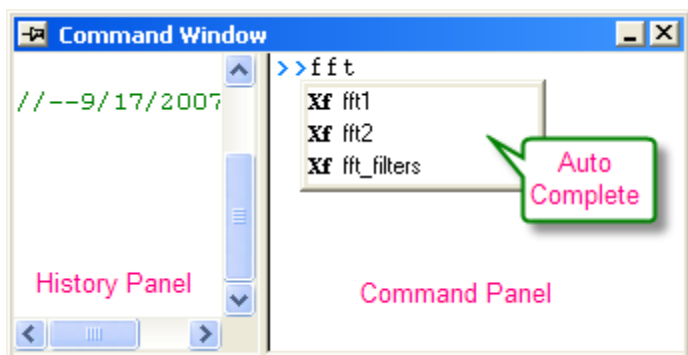 Command Window
//--9/17/2007
History Panel
>>fft
Xf fft1
Xf fft2
Xf fft_filters
Auto
Complete
Command Panel